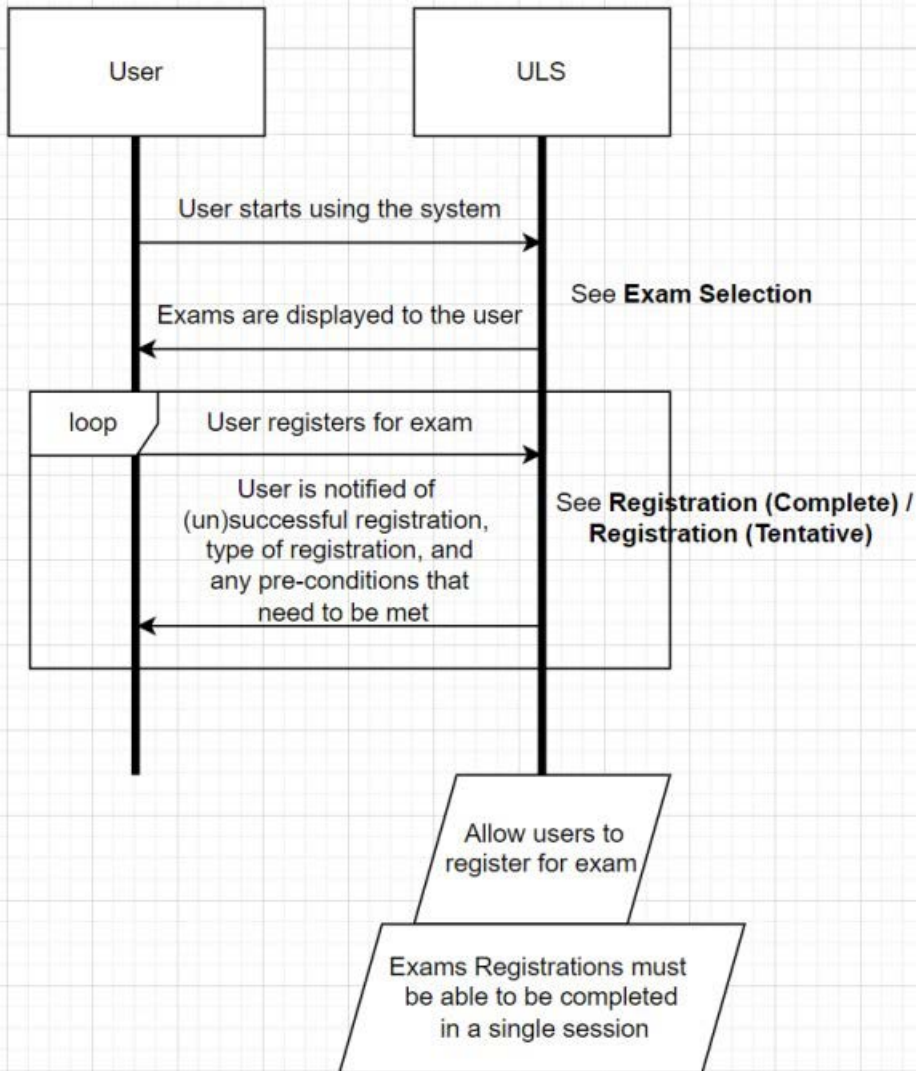 User
ULS
User starts using the system
See Exam Selection
Exams are displayed to the user
loop
User registers for exam
User is notified of
(un)successful registration,
type of registration, and
any pre-conditions that
need to be met
See Registration (Complete) /
Registration (Tentative)
Allow users to
register for exam
Exams Registrations must
be able to be completed
in a single session